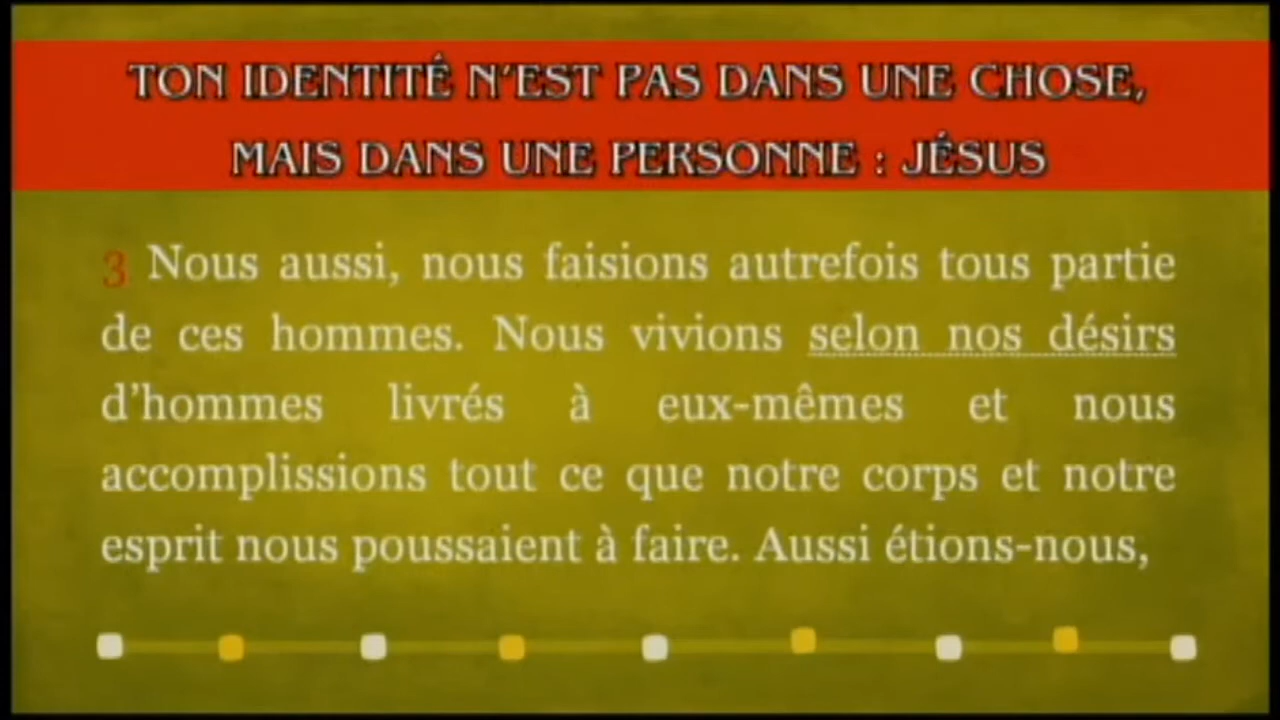 TON IDENTITÉ N'EST PAS DANS UNE CHOSE,
MAIS DANS UNE PERSONNE : JÉSUS
3 Nous aussi, nous faisions autrefois tous partie
de ces hommes. Nous vivions selon nos désirs
d'hommes livrés à eux-mêmes et nous
accomplissions tout ce que notre corps et notre
esprit nous poussaient à faire. Aussi étions-nous,